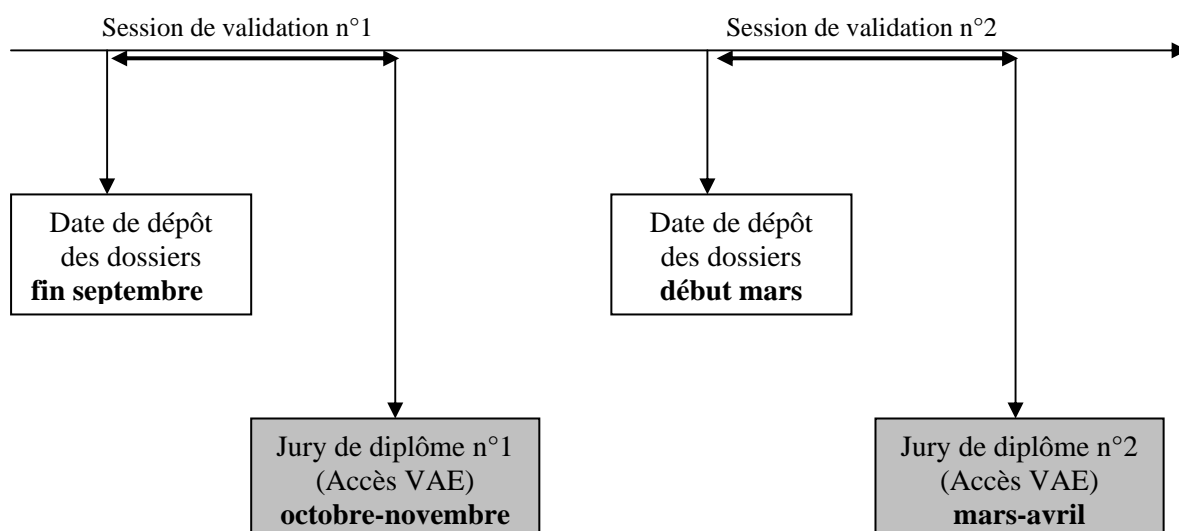 Session de validation n°1
Session de validation n°2
Date de dépôt
des dossiers
fin septembre
Date de dépôt
des dossiers
début mars
Jury de diplôme n°1
(Accès VAE)
octobre-novembre
Jury de diplôme n°2
(Accès VAE)
mars-avril